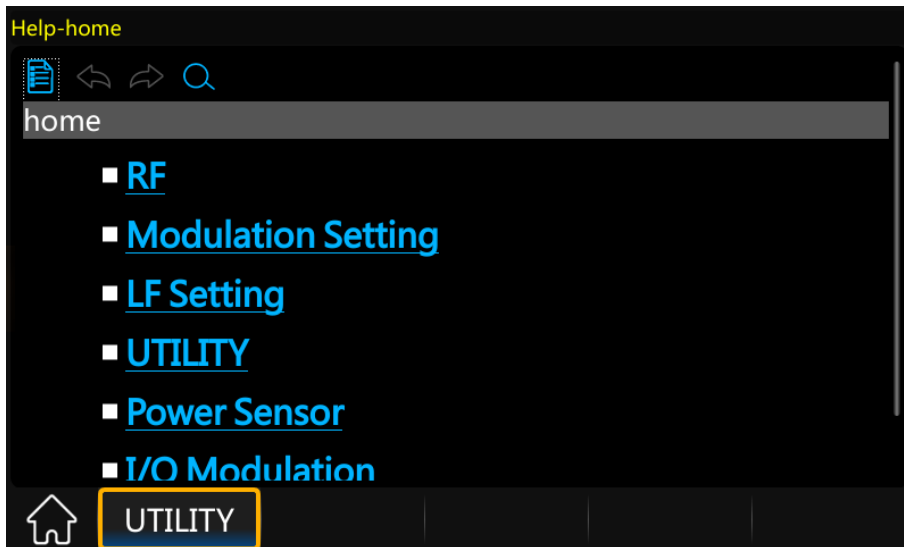 Help-home
home
RF
Modulation Setting
LF Setting
UTILITY
Power Sensor
I/Q Modulation
UTILITY